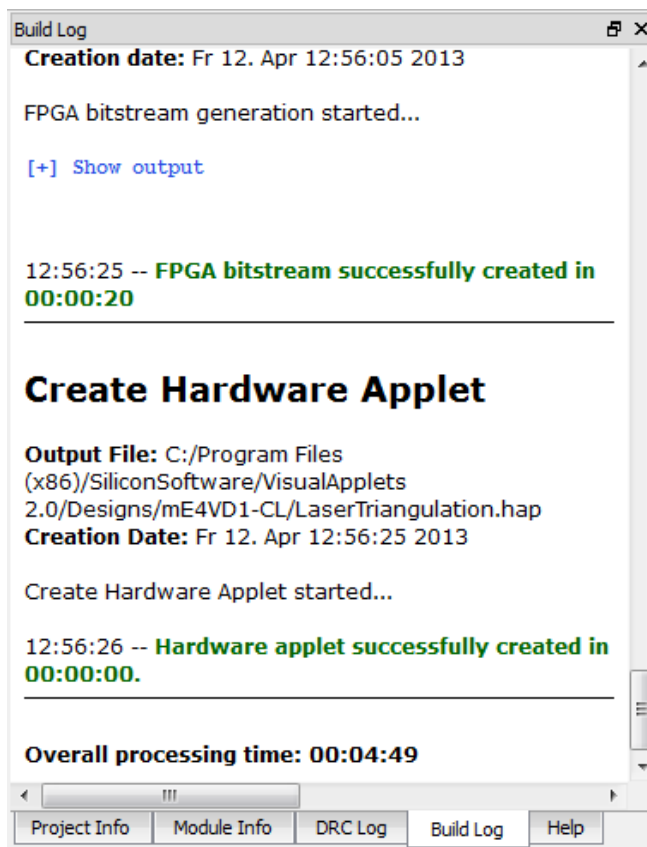 Build Log
Creation date: Fr 12. Apr 12:56:05 2013
FPGA bitstream generation started...
[+] Show output
12:56:25 -- FPGA bitstream successfully created in
00:00:20
Create Hardware Applet
Output File: C:/Program Files
(x86)/SiliconSoftware/VisualApplets
2.0/Designs/mE4VD1-CL/LaserTriangulation.hap
Creation Date: Fr 12. Apr 12:56:25 2013
Create Hardware Applet started...
12:56:26 -- Hardware applet successfully created in
00:00:00.
Overall processing time: 00:04:49
Project Info Module Info DRC Log Build Log Help